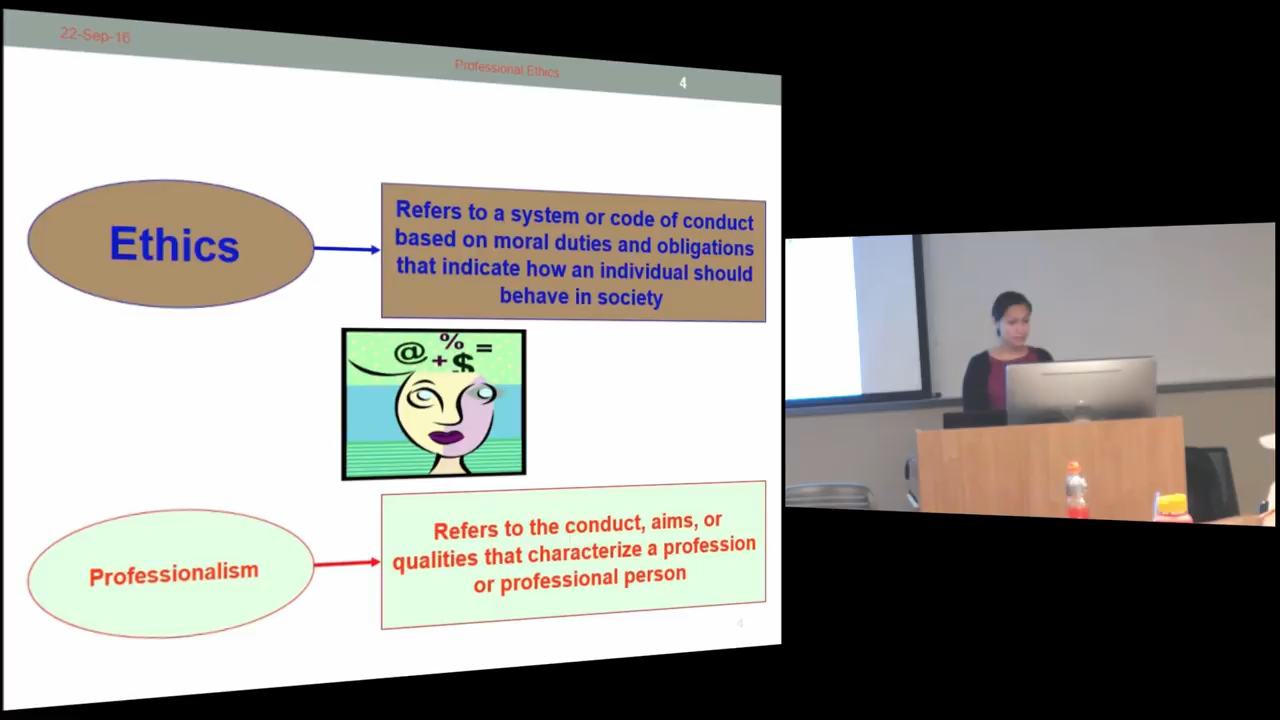 22-Sep-16
Professional Ethics
4
Ethics
Refers to a system or code of conduct
based on moral duties and obligations
that indicate how an individual should
behave in society
@ % + $ =
Professionalism
Refers to the conduct, aims, or
qualities that characterize a profession
or professional person
4